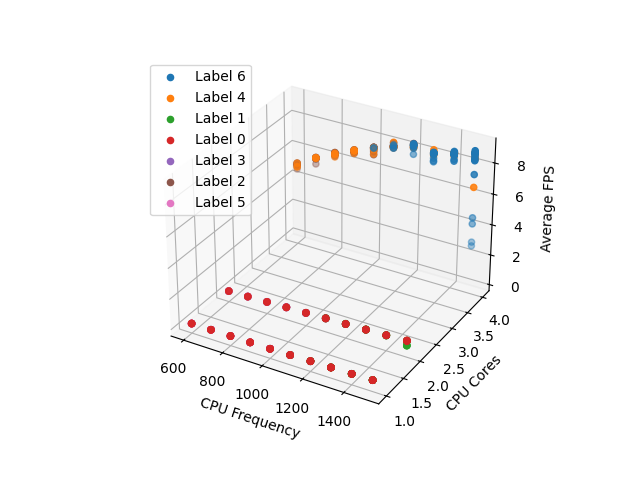 Label 6
Label 4
Label 1
Label 0
Label 3
Label 2
Label 5
8
6
4
2
0
Average FPS
4.0
3.5
3.0
2.5
2.0
1.5
1.0
CPU Cores
600
800
1000
1200
1400
CPU Frequency